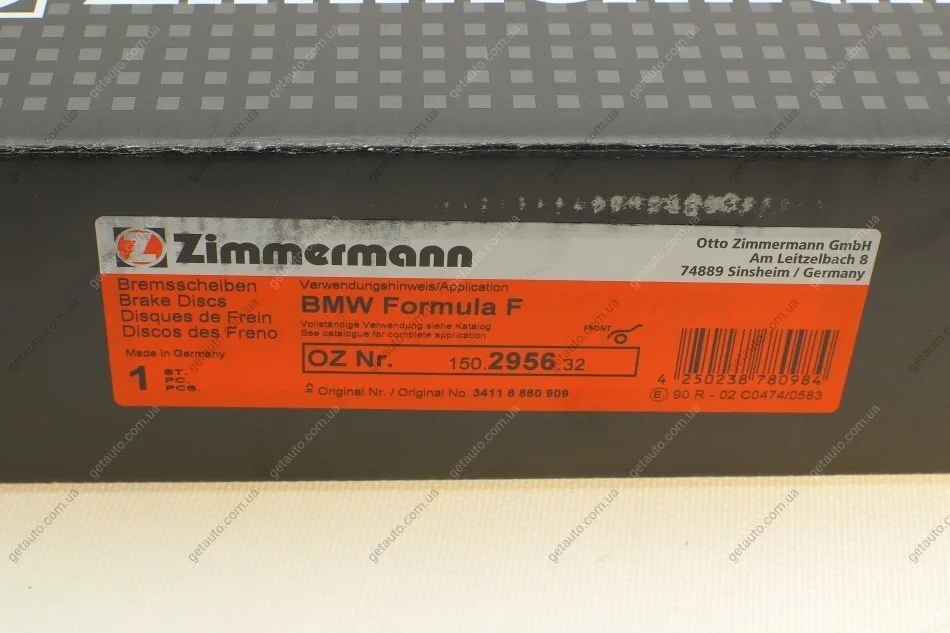 Zimmermann
Otto Zimmermann GmbH
Am Leitzelbach 8
74889 Sinsheim / Germany
Bremsscheiben
Brake Discs
Disques de Frein
Discos des Freno
Made in Germany
1 ST.
PC.
PCS.
Verwendungshinweis/Application
BMW Formula F
Vollständige Verwendung siehe Katalog
See catalogue for complete application
FRONT
OZ Nr. 150.2956.32
≙ Original Nr. / Original No. 3411 6 860 909
4 250238 780984
E1 90 R - 02 C0474/0583
getauto.com.ua